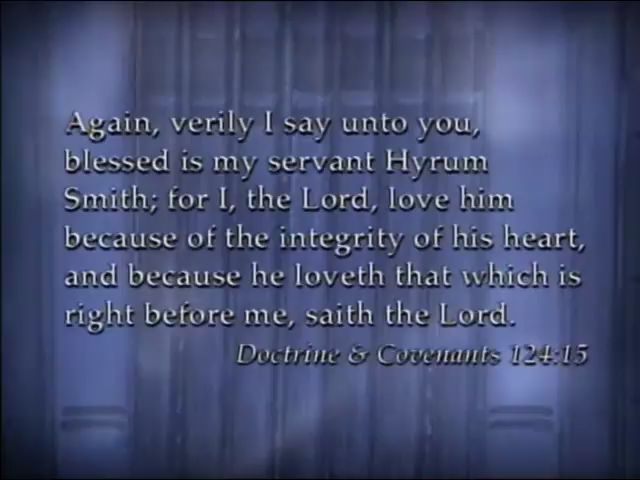 Again, verily I say unto you,
blessed is my servant Hyrum
Smith; for I, the Lord, love him
because of the integrity of his heart,
and because he loveth that which is
right before me, saith the Lord.
Doctrine & Covenants 124:15